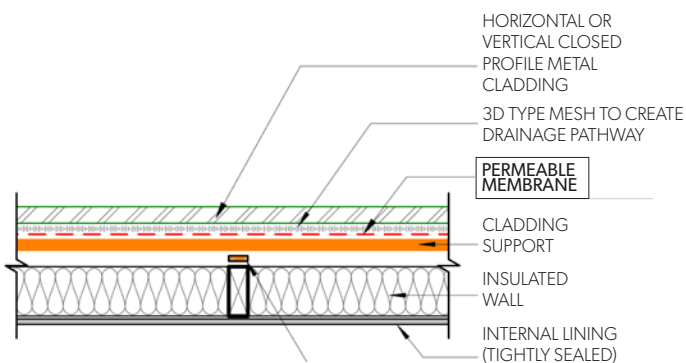 HORIZONTAL OR
VERTICAL CLOSED
PROFILE METAL
CLADDING
3D TYPE MESH TO CREATE
DRAINAGE PATHWAY
PERMEABLE
MEMBRANE
CLADDING
SUPPORT
INSULATED
WALL
INTERNAL LINING
(TIGHTLY SEALED)